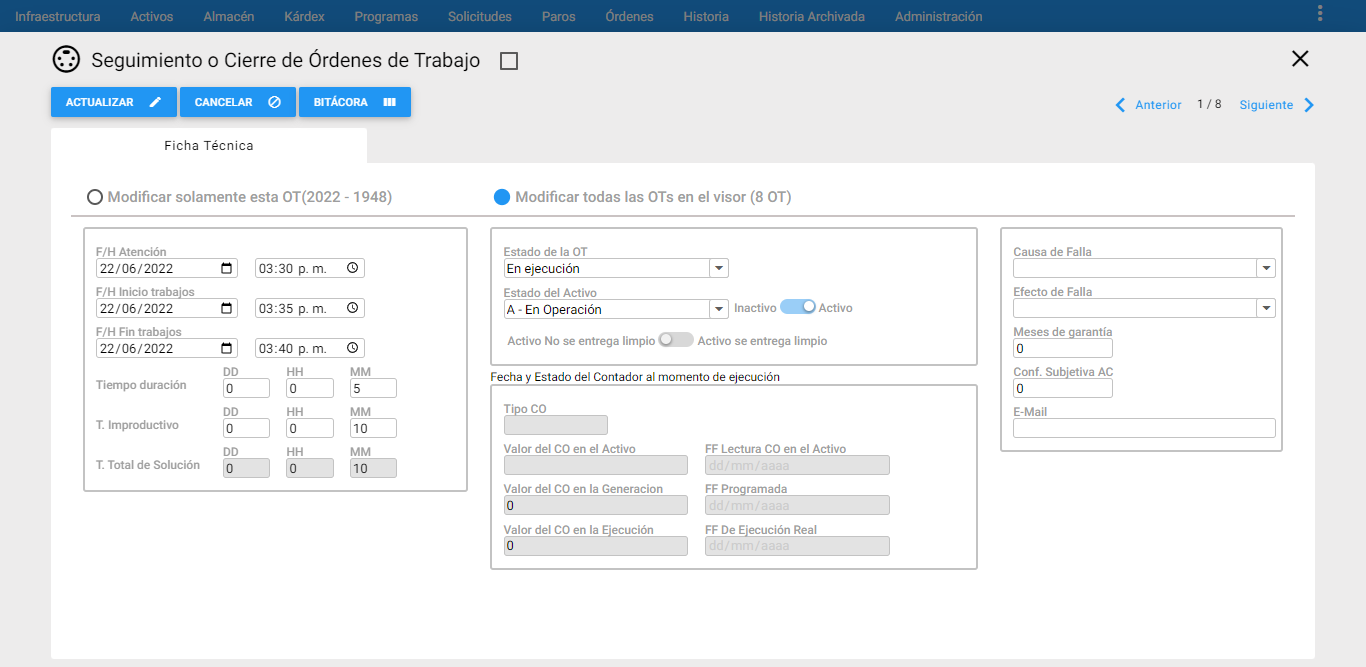 Infraestructura Activos Almacén Kárdex Programas Solicitudes Paros Órdenes Historia Historia Archivada Administración
Seguimiento o Cierre de Órdenes de Trabajo
ACTUALIZAR CANCELAR BITÁCORA
Anterior 1 / 8 Siguiente
Ficha Técnica
Modificar solamente esta OT(2022 - 1948)
Modificar todas las OTs en el visor (8 OT)
F/H Atención
22/06/2022 03:30 p. m.
F/H Inicio trabajos
22/06/2022 03:35 p. m.
F/H Fin trabajos
22/06/2022 03:40 p. m.
DD HH MM
Tiempo duración 0 0 5
DD HH MM
T. Improductivo 0 0 10
DD HH MM
T. Total de Solución 0 0 10
Estado de la OT
En ejecución
Estado del Activo
A - En Operación Inactivo Activo
Activo No se entrega limpio Activo se entrega limpio
Fecha y Estado del Contador al momento de ejecución
Tipo CO
Valor del CO en el Activo FF Lectura CO en el Activo
dd/mm/aaaa
Valor del CO en la Generacion FF Programada
0 dd/mm/aaaa
Valor del CO en la Ejecución FF De Ejecución Real
0 dd/mm/aaaa
Causa de Falla
Efecto de Falla
Meses de garantía
0
Conf. Subjetiva AC
0
E-Mail